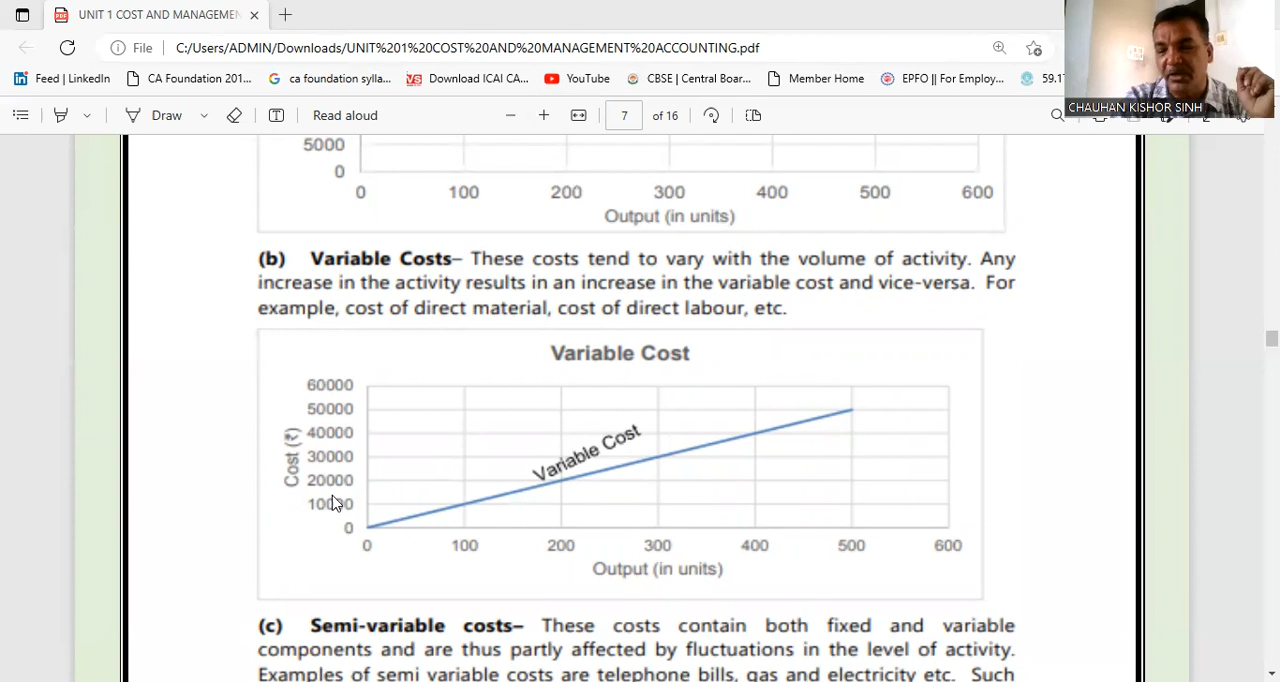 UNIT 1 COST AND MANAGEMEN
File C:/Users/ADMIN/Downloads/UNIT%201%20COST%20AND%20MANAGEMENT%20ACCOUNTING.pdf
Feed | LinkedIn CA Foundation 201... ca foundation sylla... Download ICAI CA... YouTube CBSE | Central Boar... Member Home EPFO || For Employ... 59.1
CHAUHAN KISHOR SINH
Draw Read aloud 7 of 16
5000
0
0 100 200 300 400 500 600
Output (in units)
(b) Variable Costs– These costs tend to vary with the volume of activity. Any
increase in the activity results in an increase in the variable cost and vice-versa. For
example, cost of direct material, cost of direct labour, etc.
Variable Cost
60000
50000
40000
30000
20000
10000
0
Cost (₹)
Variable Cost
0 100 200 300 400 500 600
Output (in units)
(c) Semi-variable costs– These costs contain both fixed and variable
components and are thus partly affected by fluctuations in the level of activity.
Examples of semi variable costs are telephone bills, gas and electricity etc. Such